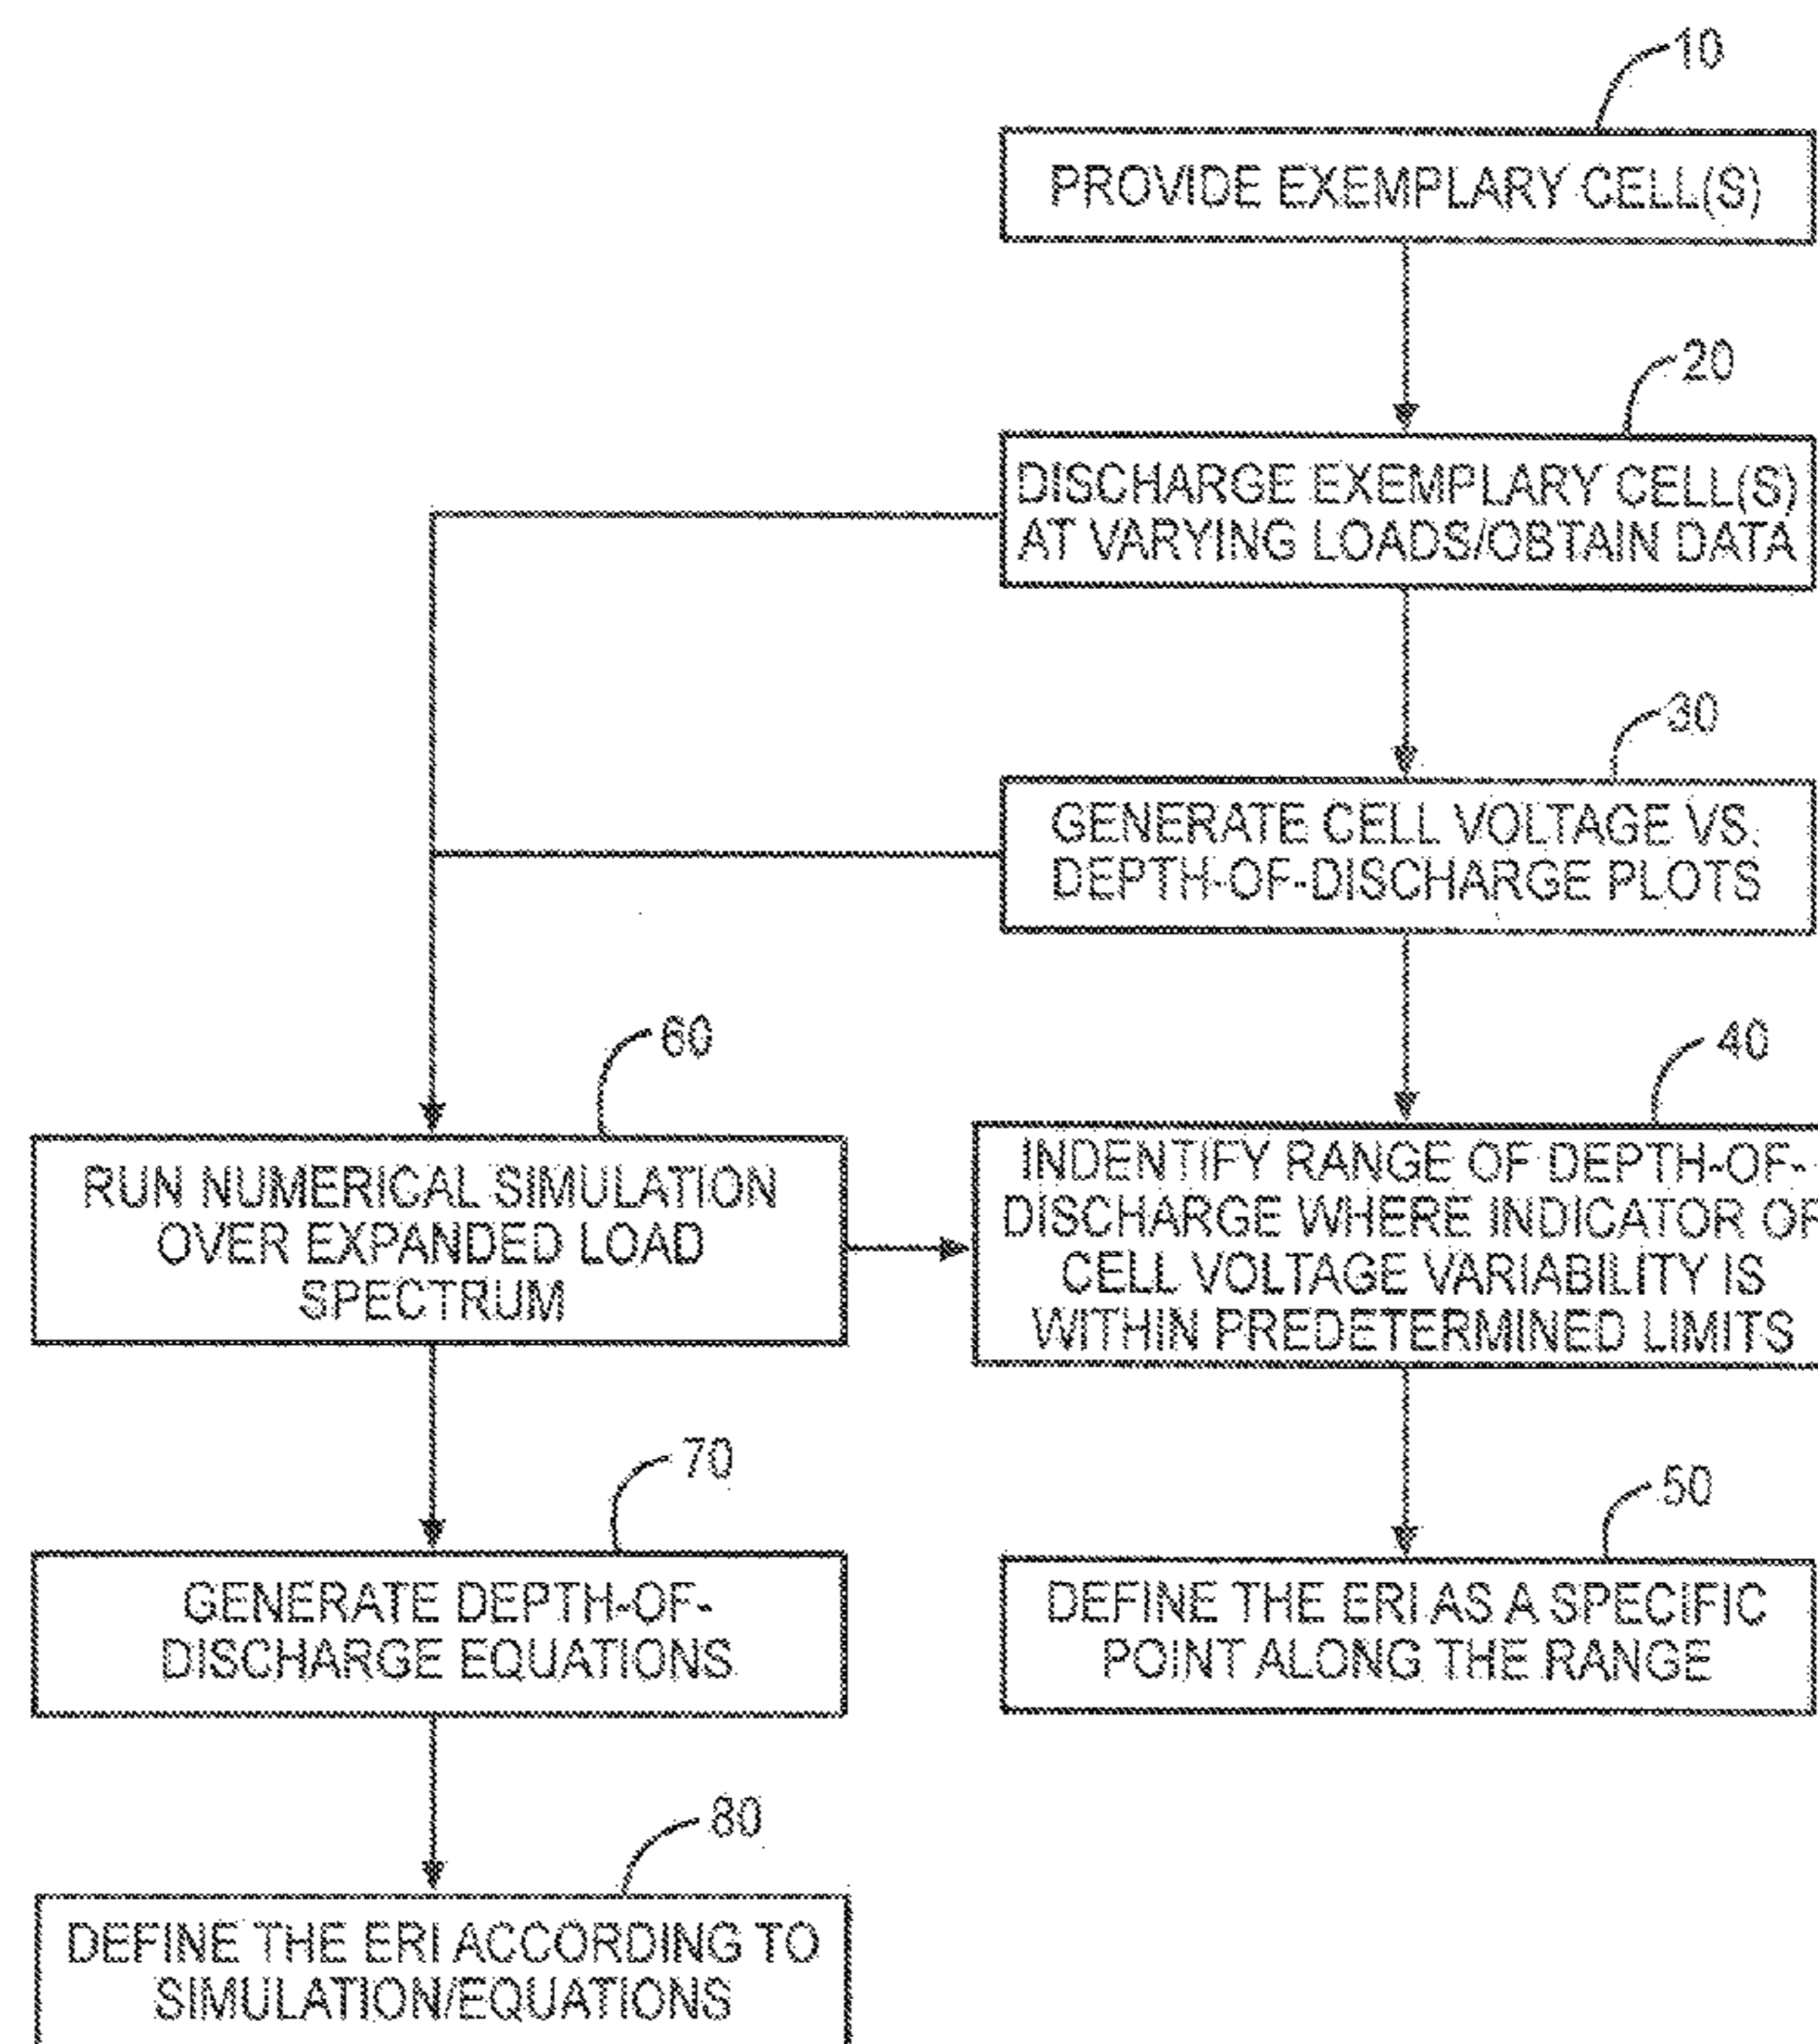 10
PROVIDE EXEMPLARY CELL(S)
20
DISCHARGE EXEMPLARY CELL(S)
AT VARYING LOADS/OBTAIN DATA
30
GENERATE CELL VOLTAGE VS.
DEPTH-OF-DISCHARGE PLOTS
40
INDENTIFY RANGE OF DEPTH-OF-
DISCHARGE WHERE INDICATOR OF
CELL VOLTAGE VARIABILITY IS
WITHIN PREDETERMINED LIMITS
50
DEFINE THE ERI AS A SPECIFIC
POINT ALONG THE RANGE
60
RUN NUMERICAL SIMULATION
OVER EXPANDED LOAD
SPECTRUM
70
GENERATE DEPTH-OF-
DISCHARGE EQUATIONS
80
DEFINE THE ERI ACCORDING TO
SIMULATION/EQUATIONS